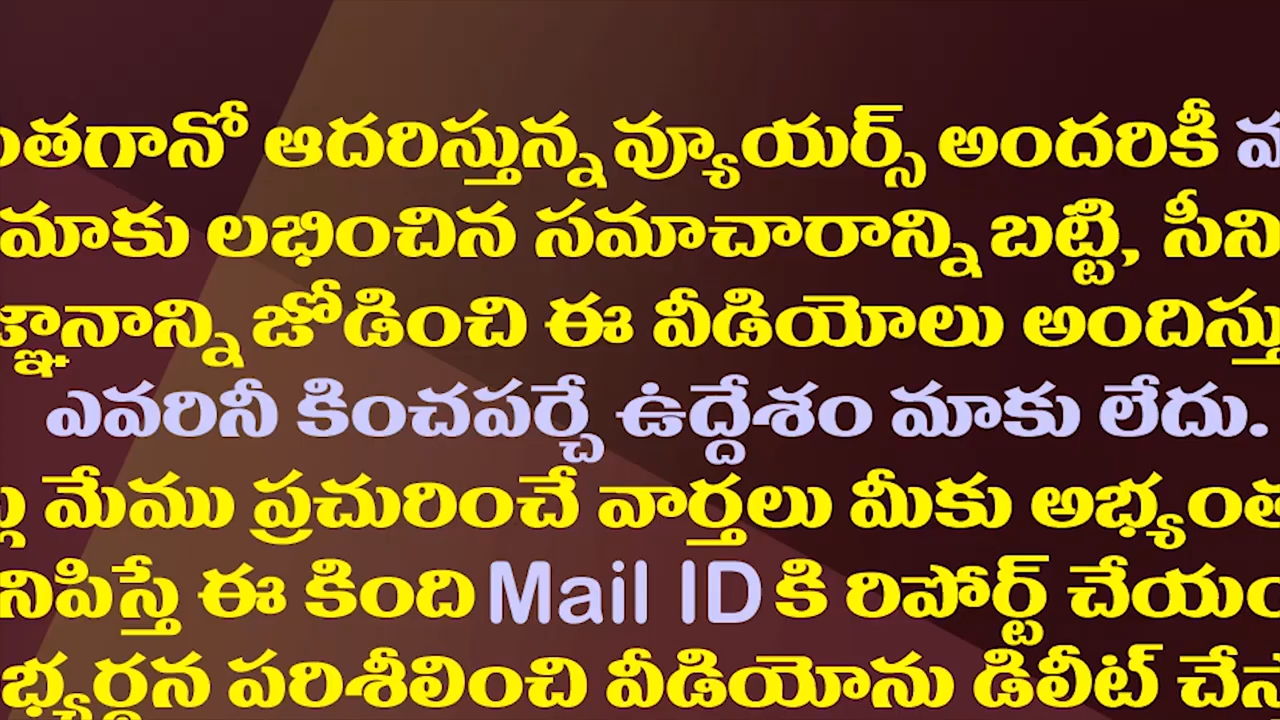 ంతగానో ఆదరిస్తున్న వ్యూయర్స్ అందరికీ
మాకు లభించిన సమాచారాన్ని బట్టి, సీని
జ్ఞానాన్ని జోడించి ఈ వీడియోలు అందిస్తు
ఎవరినీ కించపర్చే ఉద్దేశం మాకు లేదు.
మేము ప్రచురించే వార్తలు మీకు అభ్యంత
నిపిస్తే ఈ కింది Mail ID కి రిపోర్ట్ చేయం
భ్యర్థన పరిశీలించి వీడియోను డిలీట్ చేస